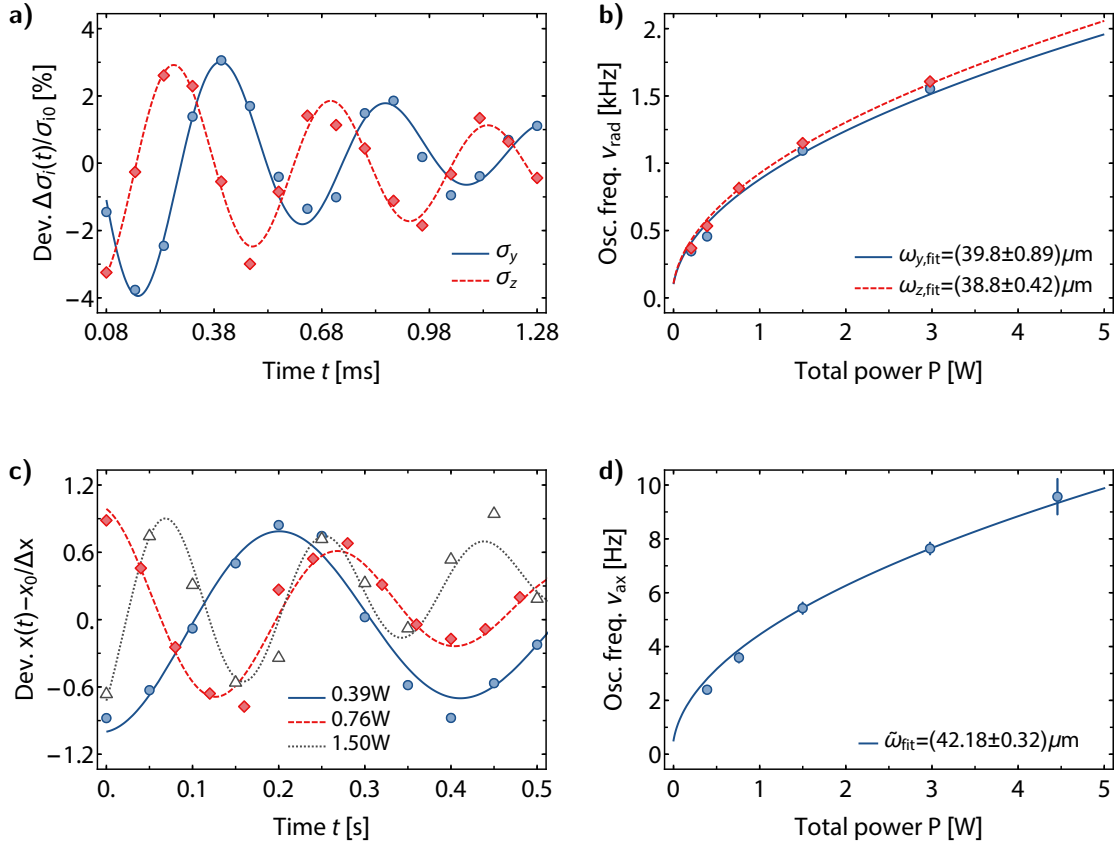 a)
Dev. Δσi(t)/σi0 [%]
4
2
0
−2
−4
0.08
0.38
0.68
0.98
1.28
Time t [ms]
σy
σz
b)
Osc. freq. νrad [kHz]
2.
1.5
1.
0.5
0.
0
1
2
3
4
5
Total power P [W]
ωy,fit=(39.8±0.89)μm
ωz,fit=(38.8±0.42)μm
c)
Dev. x(t)−x0/Δx
1.2
0.6
0.
−0.6
−1.2
0.
0.1
0.2
0.3
0.4
0.5
Time t [s]
0.39W
0.76W
1.50W
d)
Osc. freq. νax [Hz]
10
8
6
4
2
0
0
1
2
3
4
5
Total power P [W]
ω̃fit=(42.18±0.32)μm